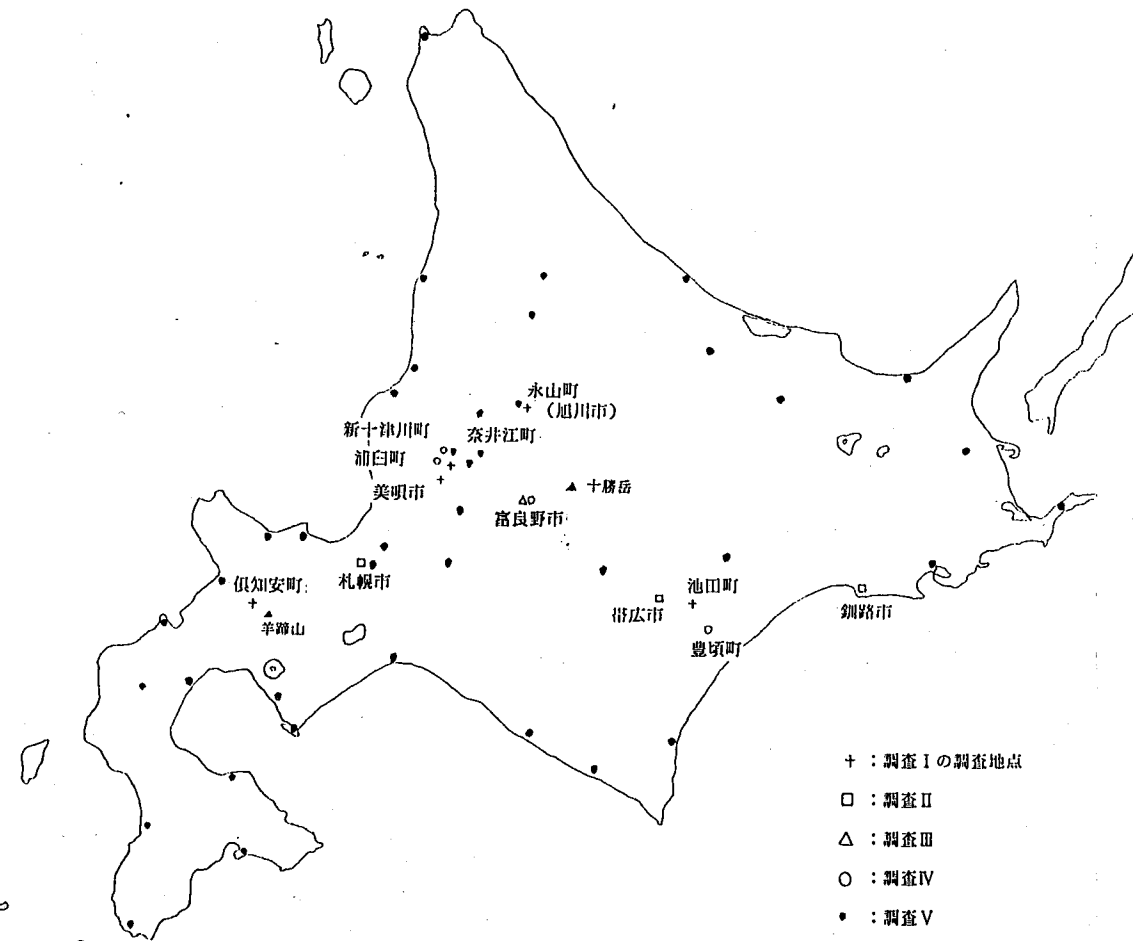 永山町
(旭川市)
新十津川町
奈井江町
浦臼町
美唄市
十勝岳
富良野市
倶知安町
札幌市
羊蹄山
池田町
帯広市
釧路市
豊頃町
† : 調査Ⅰの調査地点
□ : 調査Ⅱ
△ : 調査Ⅲ
○ : 調査Ⅳ
● : 調査Ⅴ